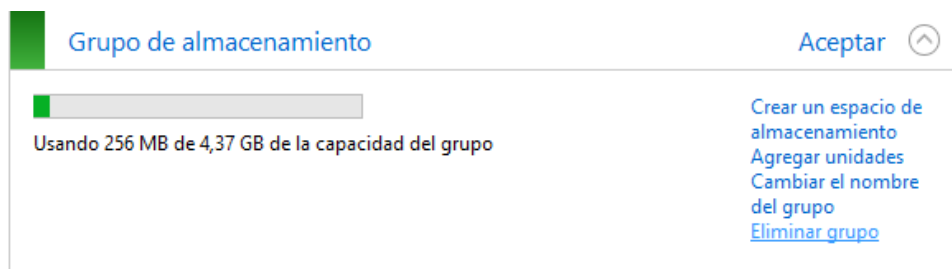 Grupo de almacenamiento
Aceptar
Usando 256 MB de 4,37 GB de la capacidad del grupo
Crear un espacio de
almacenamiento
Agregar unidades
Cambiar el nombre
del grupo
Eliminar grupo